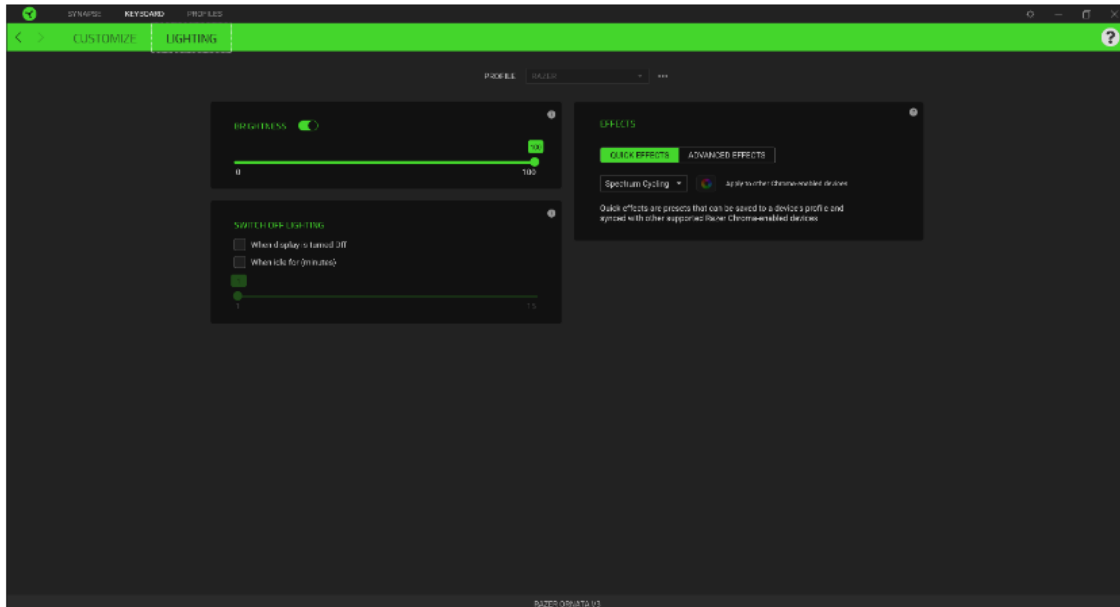 SYNAPSE KEYBOARD PROFILES
CUSTOMIZE LIGHTING
?
PROFILE RAZER
BRIGHTNESS
100
0 100
SWITCH OFF LIGHTING
When display is turned Off
When idle for (minutes)
1 15
EFFECTS
QUICK EFFECTS ADVANCED EFFECTS
Spectrum Cycling Apply to other Chroma-enabled devices
Quick effects are presets that can be saved to a device's profile and
synced with other supported Razer Chroma-enabled devices
RAZER ORNATA V3